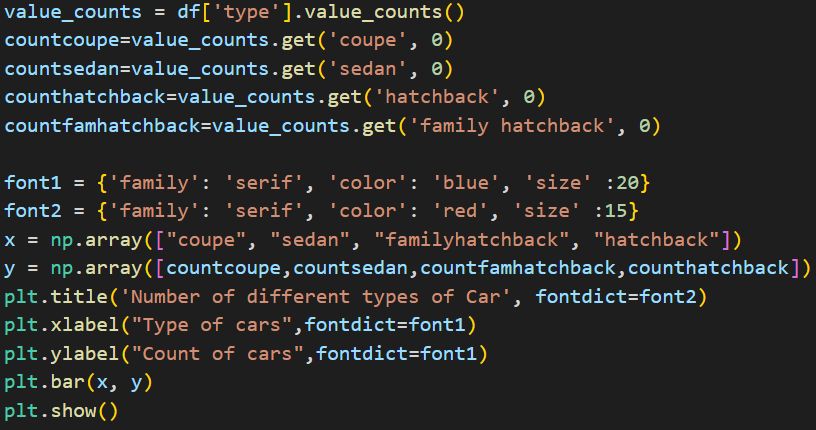 value_counts = df['type'].value_counts()
countcoupe=value_counts.get('coupe', 0)
countsedan=value_counts.get('sedan', 0)
counthatchback=value_counts.get('hatchback', 0)
countfamhatchback=value_counts.get('family hatchback', 0)
font1 = {'family': 'serif', 'color': 'blue', 'size' :20}
font2 = {'family': 'serif', 'color': 'red', 'size' :15}
x = np.array(["coupe", "sedan", "familyhatchback", "hatchback"])
y = np.array([countcoupe,countsedan,countfamhatchback,counthatchback])
plt.title('Number of different types of Car', fontdict=font2)
plt.xlabel("Type of cars",fontdict=font1)
plt.ylabel("Count of cars",fontdict=font1)
plt.bar(x, y)
plt.show()